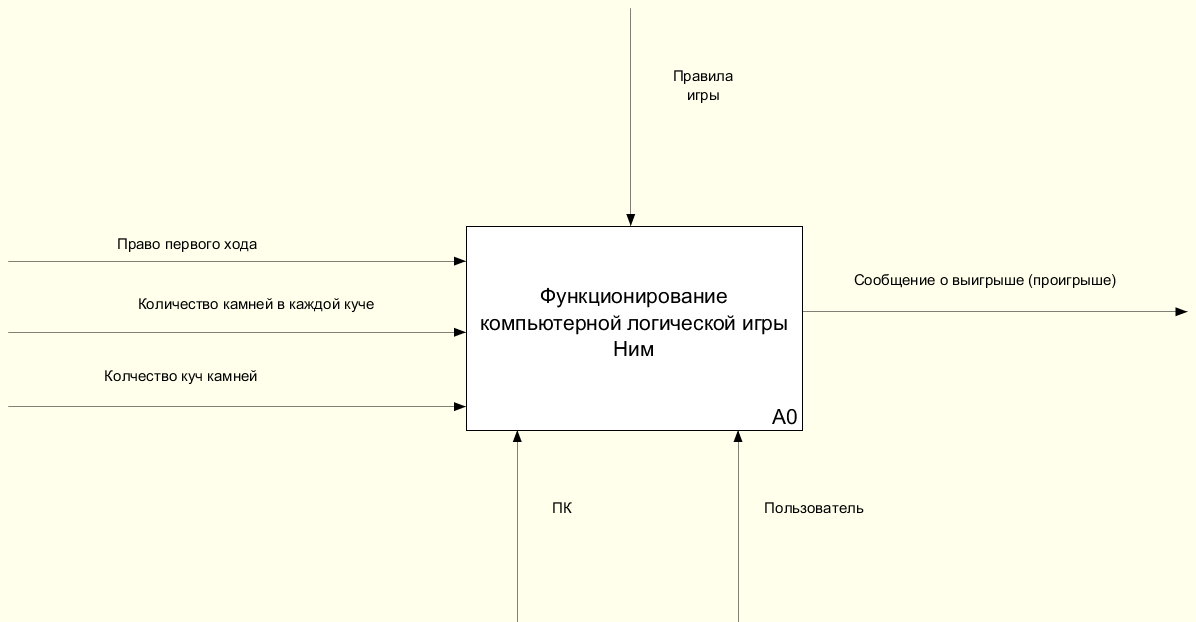 Правила
игры
Право первого хода
Количество камней в каждой куче
Колчество куч камней
Функционирование
компьютерной логической игры
Ним
A0
Сообщение о выигрыше (проигрыше)
ПК
Пользователь